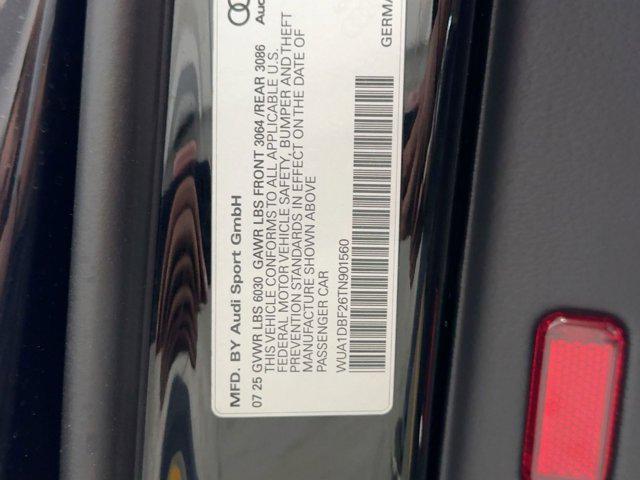 MFD. BY Audi Sport GmbH
07 25 GVWR LBS 6030 GAWR LBS FRONT 3064 /REAR 3086
THIS VEHICLE CONFORMS TO ALL APPLICABLE U.S.
FEDERAL MOTOR VEHICLE SAFETY, BUMPER AND THEFT
PREVENTION STANDARDS IN EFFECT ON THE DATE OF
MANUFACTURE SHOWN ABOVE
PASSENGER CAR
WUA1DBF26TN901560
GERMA
Aud